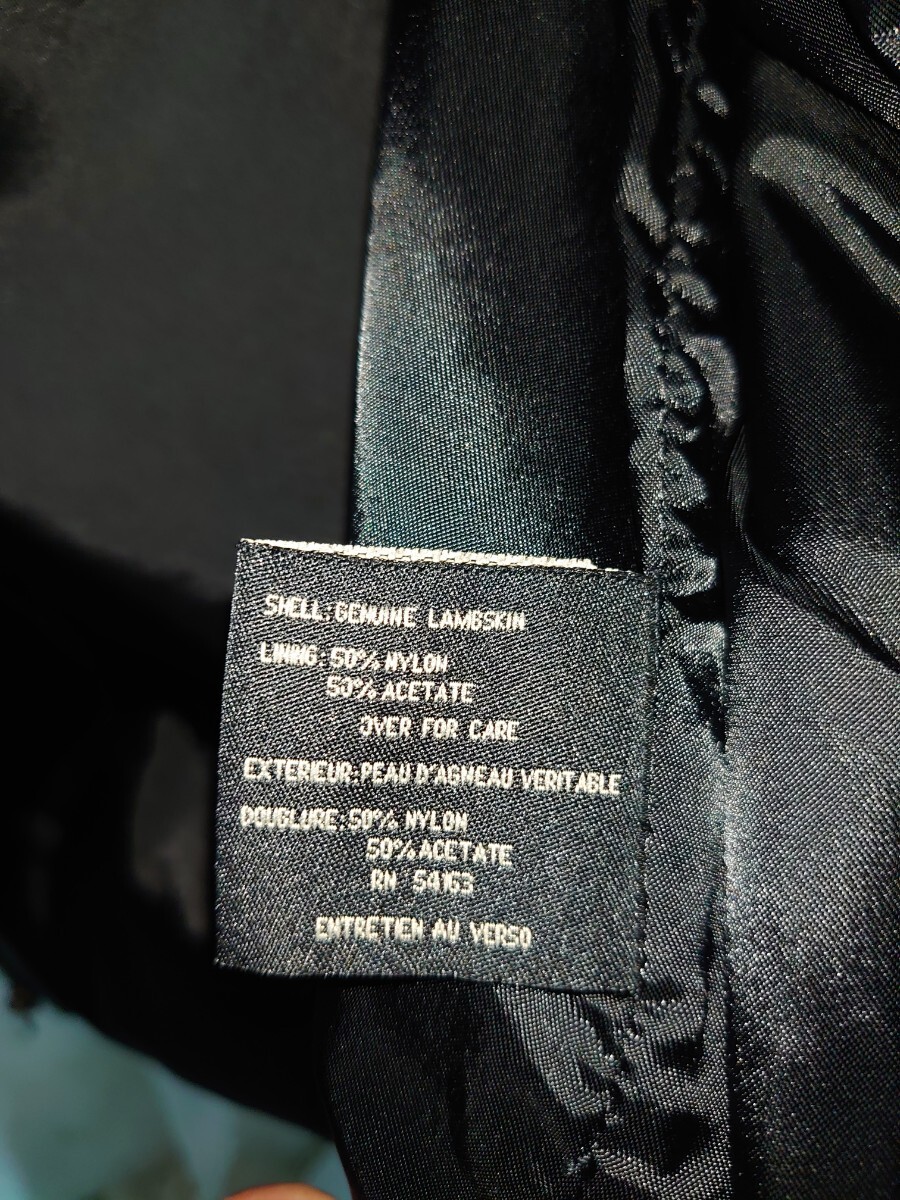 SHELL: GENUINE LAMBSKIN
LINING: 50% NYLON
50% ACETATE
OVER FOR CARE
EXTERIEUR: PEAU D'AGNEAU VERITABLE
DOUBLURE: 50% NYLON
50% ACETATE
RN 54163
ENTRETIEN AU VERSO